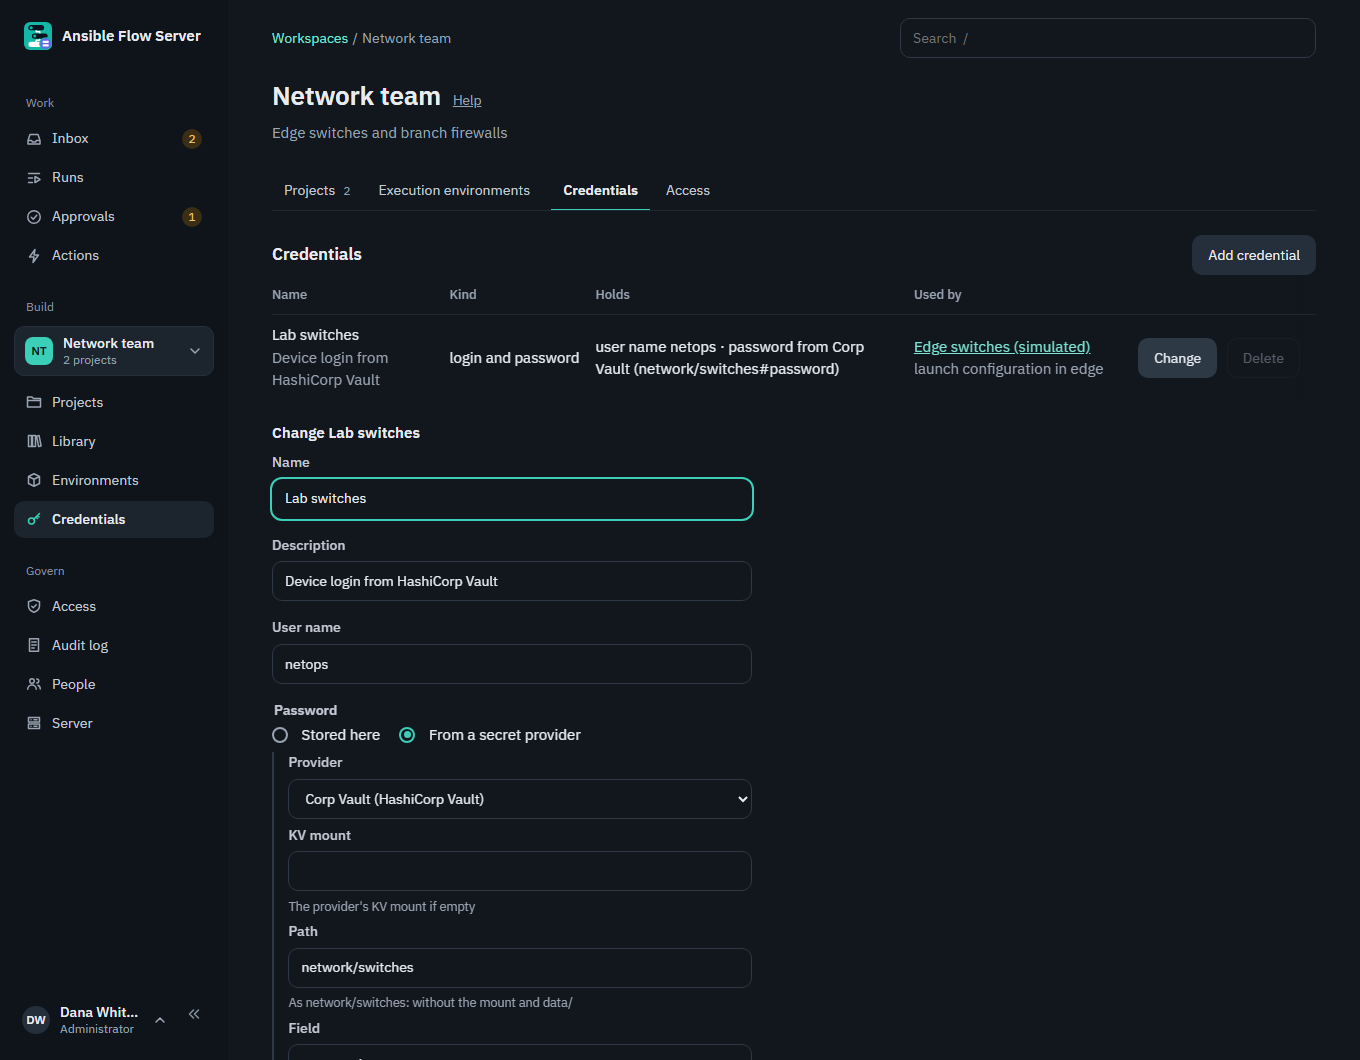 Ansible Flow Server
Work
Inbox 2
Runs
Approvals 1
Actions
Build
NT Network team
2 projects
Projects
Library
Environments
Credentials
Govern
Access
Audit log
People
Server
DW Dana Whit...
Administrator
Workspaces / Network team
Search /
Network team Help
Edge switches and branch firewalls
Projects 2 Execution environments Credentials Access
Credentials
Add credential
Name Kind Holds Used by
Lab switches
Device login from
HashiCorp Vault
login and password
user name netops · password from Corp
Vault (network/switches#password)
Edge switches (simulated)
launch configuration in edge
Change Delete
Change Lab switches
Name
Lab switches
Description
Device login from HashiCorp Vault
User name
netops
Password
Stored here From a secret provider
Provider
Corp Vault (HashiCorp Vault)
KV mount
The provider's KV mount if empty
Path
network/switches
As network/switches: without the mount and data/
Field